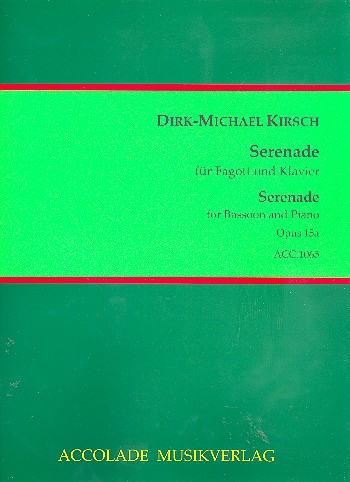 DIRK-MICHAEL KIRSCH
Serenade
für Fagott und Klavier
Serenade
for Bassoon and Piano
Opus 15a
ACC.1065
ACCOLADE MUSIKVERLAG